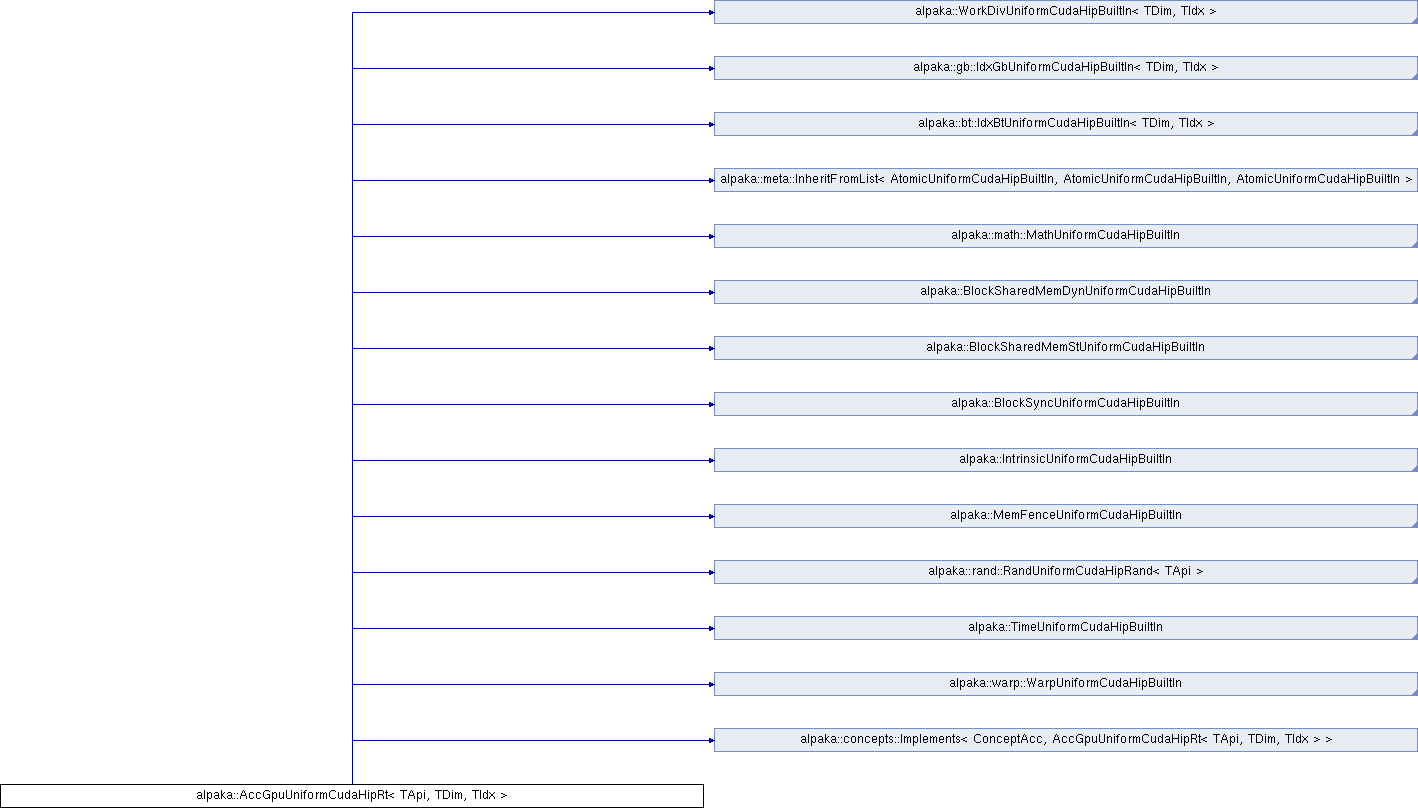 alpaka::WorkDivUniformCudaHipBuiltIn< TDim, TIdx >
alpaka::gb::IdxGbUniformCudaHipBuiltIn< TDim, TIdx >
alpaka::bt::IdxBtUniformCudaHipBuiltIn< TDim, TIdx >
alpaka::meta::InheritFromList< AtomicUniformCudaHipBuiltIn, AtomicUniformCudaHipBuiltIn, AtomicUniformCudaHipBuiltIn >
alpaka::math::MathUniformCudaHipBuiltIn
alpaka::BlockSharedMemDynUniformCudaHipBuiltIn
alpaka::BlockSharedMemStUniformCudaHipBuiltIn
alpaka::BlockSyncUniformCudaHipBuiltIn
alpaka::IntrinsicUniformCudaHipBuiltIn
alpaka::MemFenceUniformCudaHipBuiltIn
alpaka::rand::RandUniformCudaHipRand< TApi >
alpaka::TimeUniformCudaHipBuiltIn
alpaka::warp::WarpUniformCudaHipBuiltIn
alpaka::concepts::Implements< ConceptAcc, AccGpuUniformCudaHipRt< TApi, TDim, TIdx > >
alpaka::AccGpuUniformCudaHipRt< TApi, TDim, TIdx >